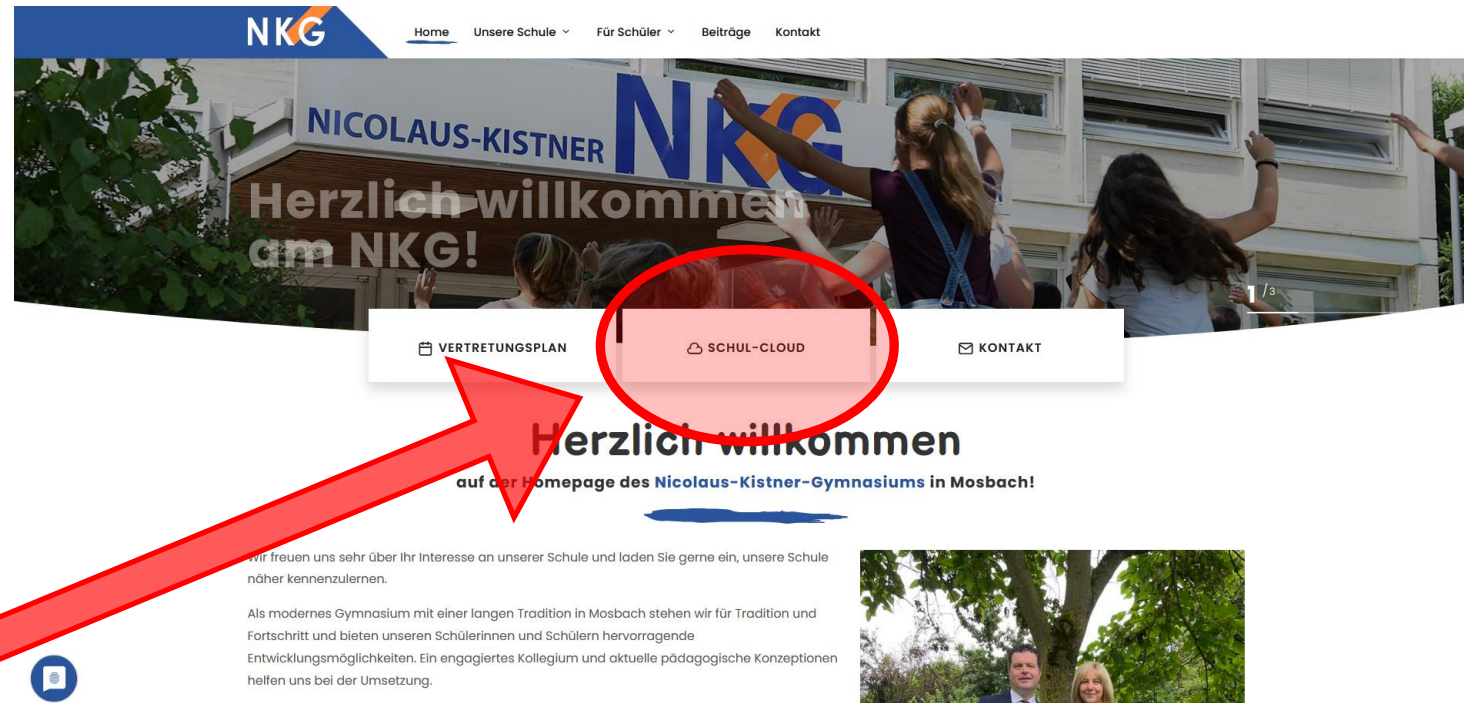 NKG
Home Unsere Schule Für Schüler Beiträge Kontakt
NICOLAUS-KISTNER NKG
Herzlich willkommen
am NKG!
1 /3
VERTRETUNGSPLAN SCHUL-CLOUD KONTAKT
Herzlich willkommen
auf der Homepage des Nicolaus-Kistner-Gymnasiums in Mosbach!
Wir freuen uns sehr über Ihr Interesse an unserer Schule und laden Sie gerne ein, unsere Schule
näher kennenzulernen.
Als modernes Gymnasium mit einer langen Tradition in Mosbach stehen wir für Tradition und
Fortschritt und bieten unseren Schülerinnen und Schülern hervorragende
Entwicklungsmöglichkeiten. Ein engagiertes Kollegium und aktuelle pädagogische Konzeptionen
helfen uns bei der Umsetzung.